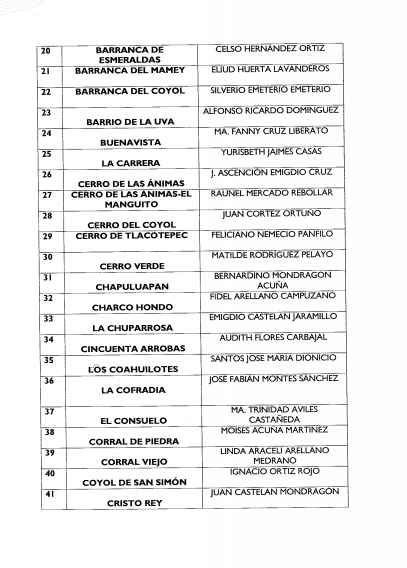 20 BARRANCA DE CELSO HERNÁNDEZ ORTIZ
ESMERALDAS
21 BARRANCA DEL MAMEY ELIUD HUERTA LAVANDEROS
22 BARRANCA DEL COYOL SILVERIO EMETERIO EMETERIO
23 ALFONSO RICARDO DOMINGUEZ
BARRIO DE LA UVA
24 MA. FANNY CRUZ LIBERATO
BUENAVISTA
25 YURISBETH JAIMES CASAS
LA CARRERA
26 J. ASCENCIÓN EMIGDIO CRUZ
CERRO DE LAS ÁNIMAS
27 CERRO DE LAS ÁNIMAS-EL RAUNEL MERCADO REBOLLAR
MANGUITO
28 JUAN CORTEZ ORTUÑO
CERRO DEL COYOL
29 CERRO DE TLACOTEPEC FELICIANO NEMECIO PANFILO
30 MATILDE RODRÍGUEZ PELAYO
CERRO VERDE
31 BERNARDINO MONDRAGON
CHAPULUAPAN ACUÑA
32 FIDEL ARELLANO CAMPUZANO
CHARCO HONDO
33 EMIGDIO CASTELAN JARAMILLO
LA CHUPARROSA
34 AUDITH FLORES CARBAJAL
CINCUENTA ARROBAS
35 SANTOS JOSE MARIA DIONICIO
LOS COAHUILOTES
36 JOSÉ FABIÁN MONTES SÁNCHEZ
LA COFRADIA
37 MA. TRINIDAD AVILES
EL CONSUELO CASTAÑEDA
38 MOISES ACUÑA MARTINEZ
CORRAL DE PIEDRA
39 LINDA ARACELI ARELLANO
CORRAL VIEJO MEDRANO
40 IGNACIO ORTIZ ROJO
COYOL DE SAN SIMÓN
41 JUAN CASTELAN MONDRAGÓN
CRISTO REY